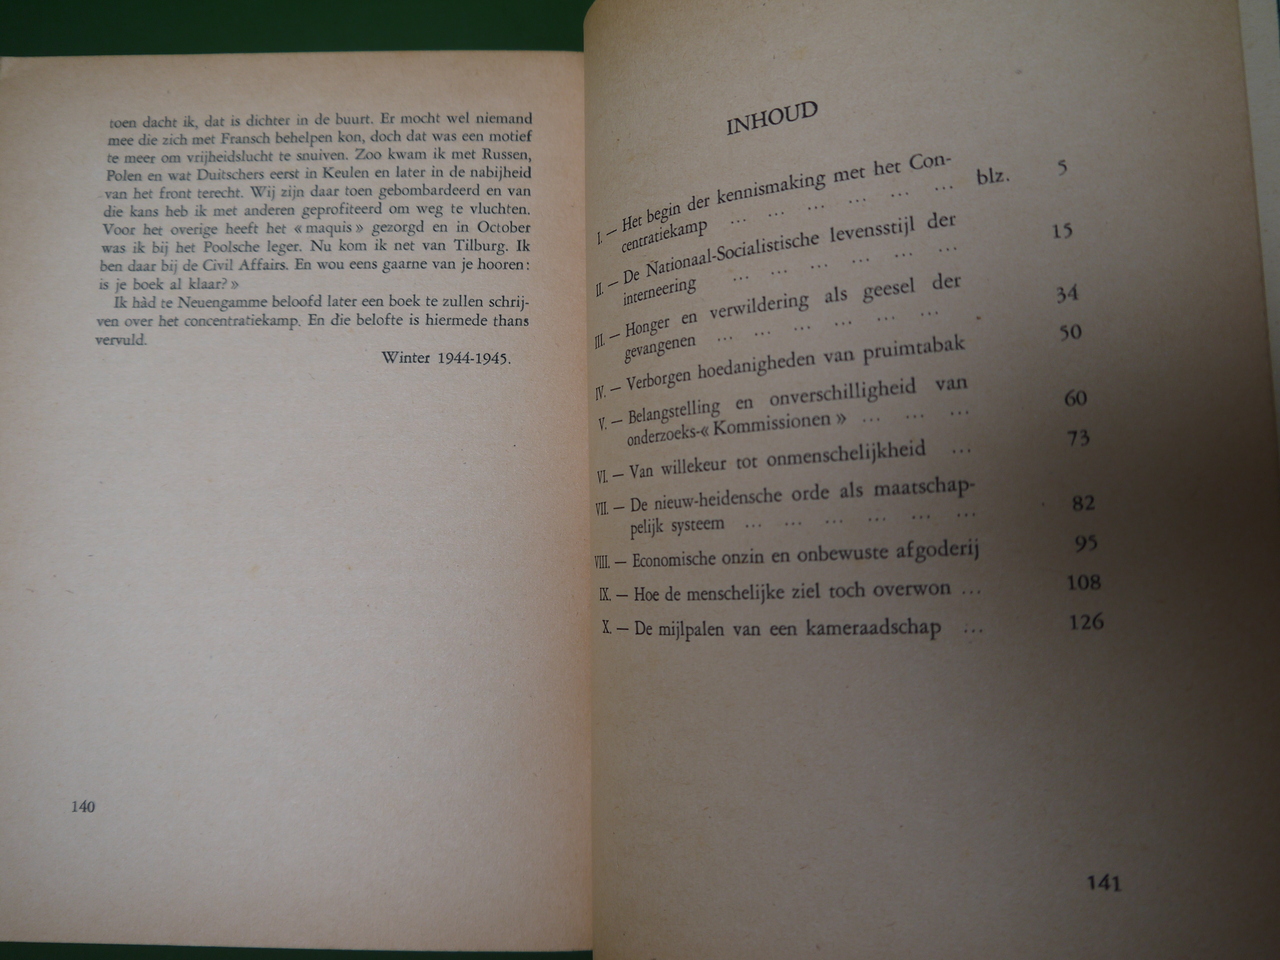 toen dacht ik, dat is dichter in de buurt. Er mocht wel niemand
mee die zich met Fransch behelpen kon, doch dat was een motief
te meer om vrijheidslucht te snuiven. Zoo kwam ik met Russen,
Polen en wat Duitschers eerst in Keulen en later in de nabijheid
van het front terecht. Wij zijn daar toen gebombardeerd en van
die kans heb ik met anderen geprofiteerd om weg te vluchten.
Voor het overige heeft het « maquis » gezorgd en in October
was ik bij het Poolsche leger. Nu kom ik net van Tilburg. Ik
ben daar bij de Civil Affairs. En wou eens gaarne van je hooren:
is je boek al klaar? »
Ik hàd te Neuengamme beloofd later een boek te zullen schrij-
ven over het concentratiekamp. En die belofte is hiermede thans
vervuld.
Winter 1944-1945.
140
INHOUD
I. — Het begin der kennismaking met het Con-
centratiekamp ... ... ... ... ... ... blz. 5
II. — De Nationaal-Socialistische levensstijl der
interneering ... ... ... ... ... ... 15
III. — Honger en verwildering als geesel der
gevangenen ... ... ... ... ... ... 34
IV. — Verborgen hoedanigheden van pruimtabak 50
V. — Belangstelling en onverschilligheid van
onderzoeks-« Kommissionen » ... ... ... 60
VI. — Van willekeur tot onmenschelijkheid ... 73
VII. — De nieuw-heidensche orde als maatschap-
pelijk systeem ... ... ... ... ... ... 82
VIII. — Economische onzin en onbewuste afgoderij 95
IX. — Hoe de menschelijke ziel toch overwon ... 108
X. — De mijlpalen van een kameraadschap ... 126
141